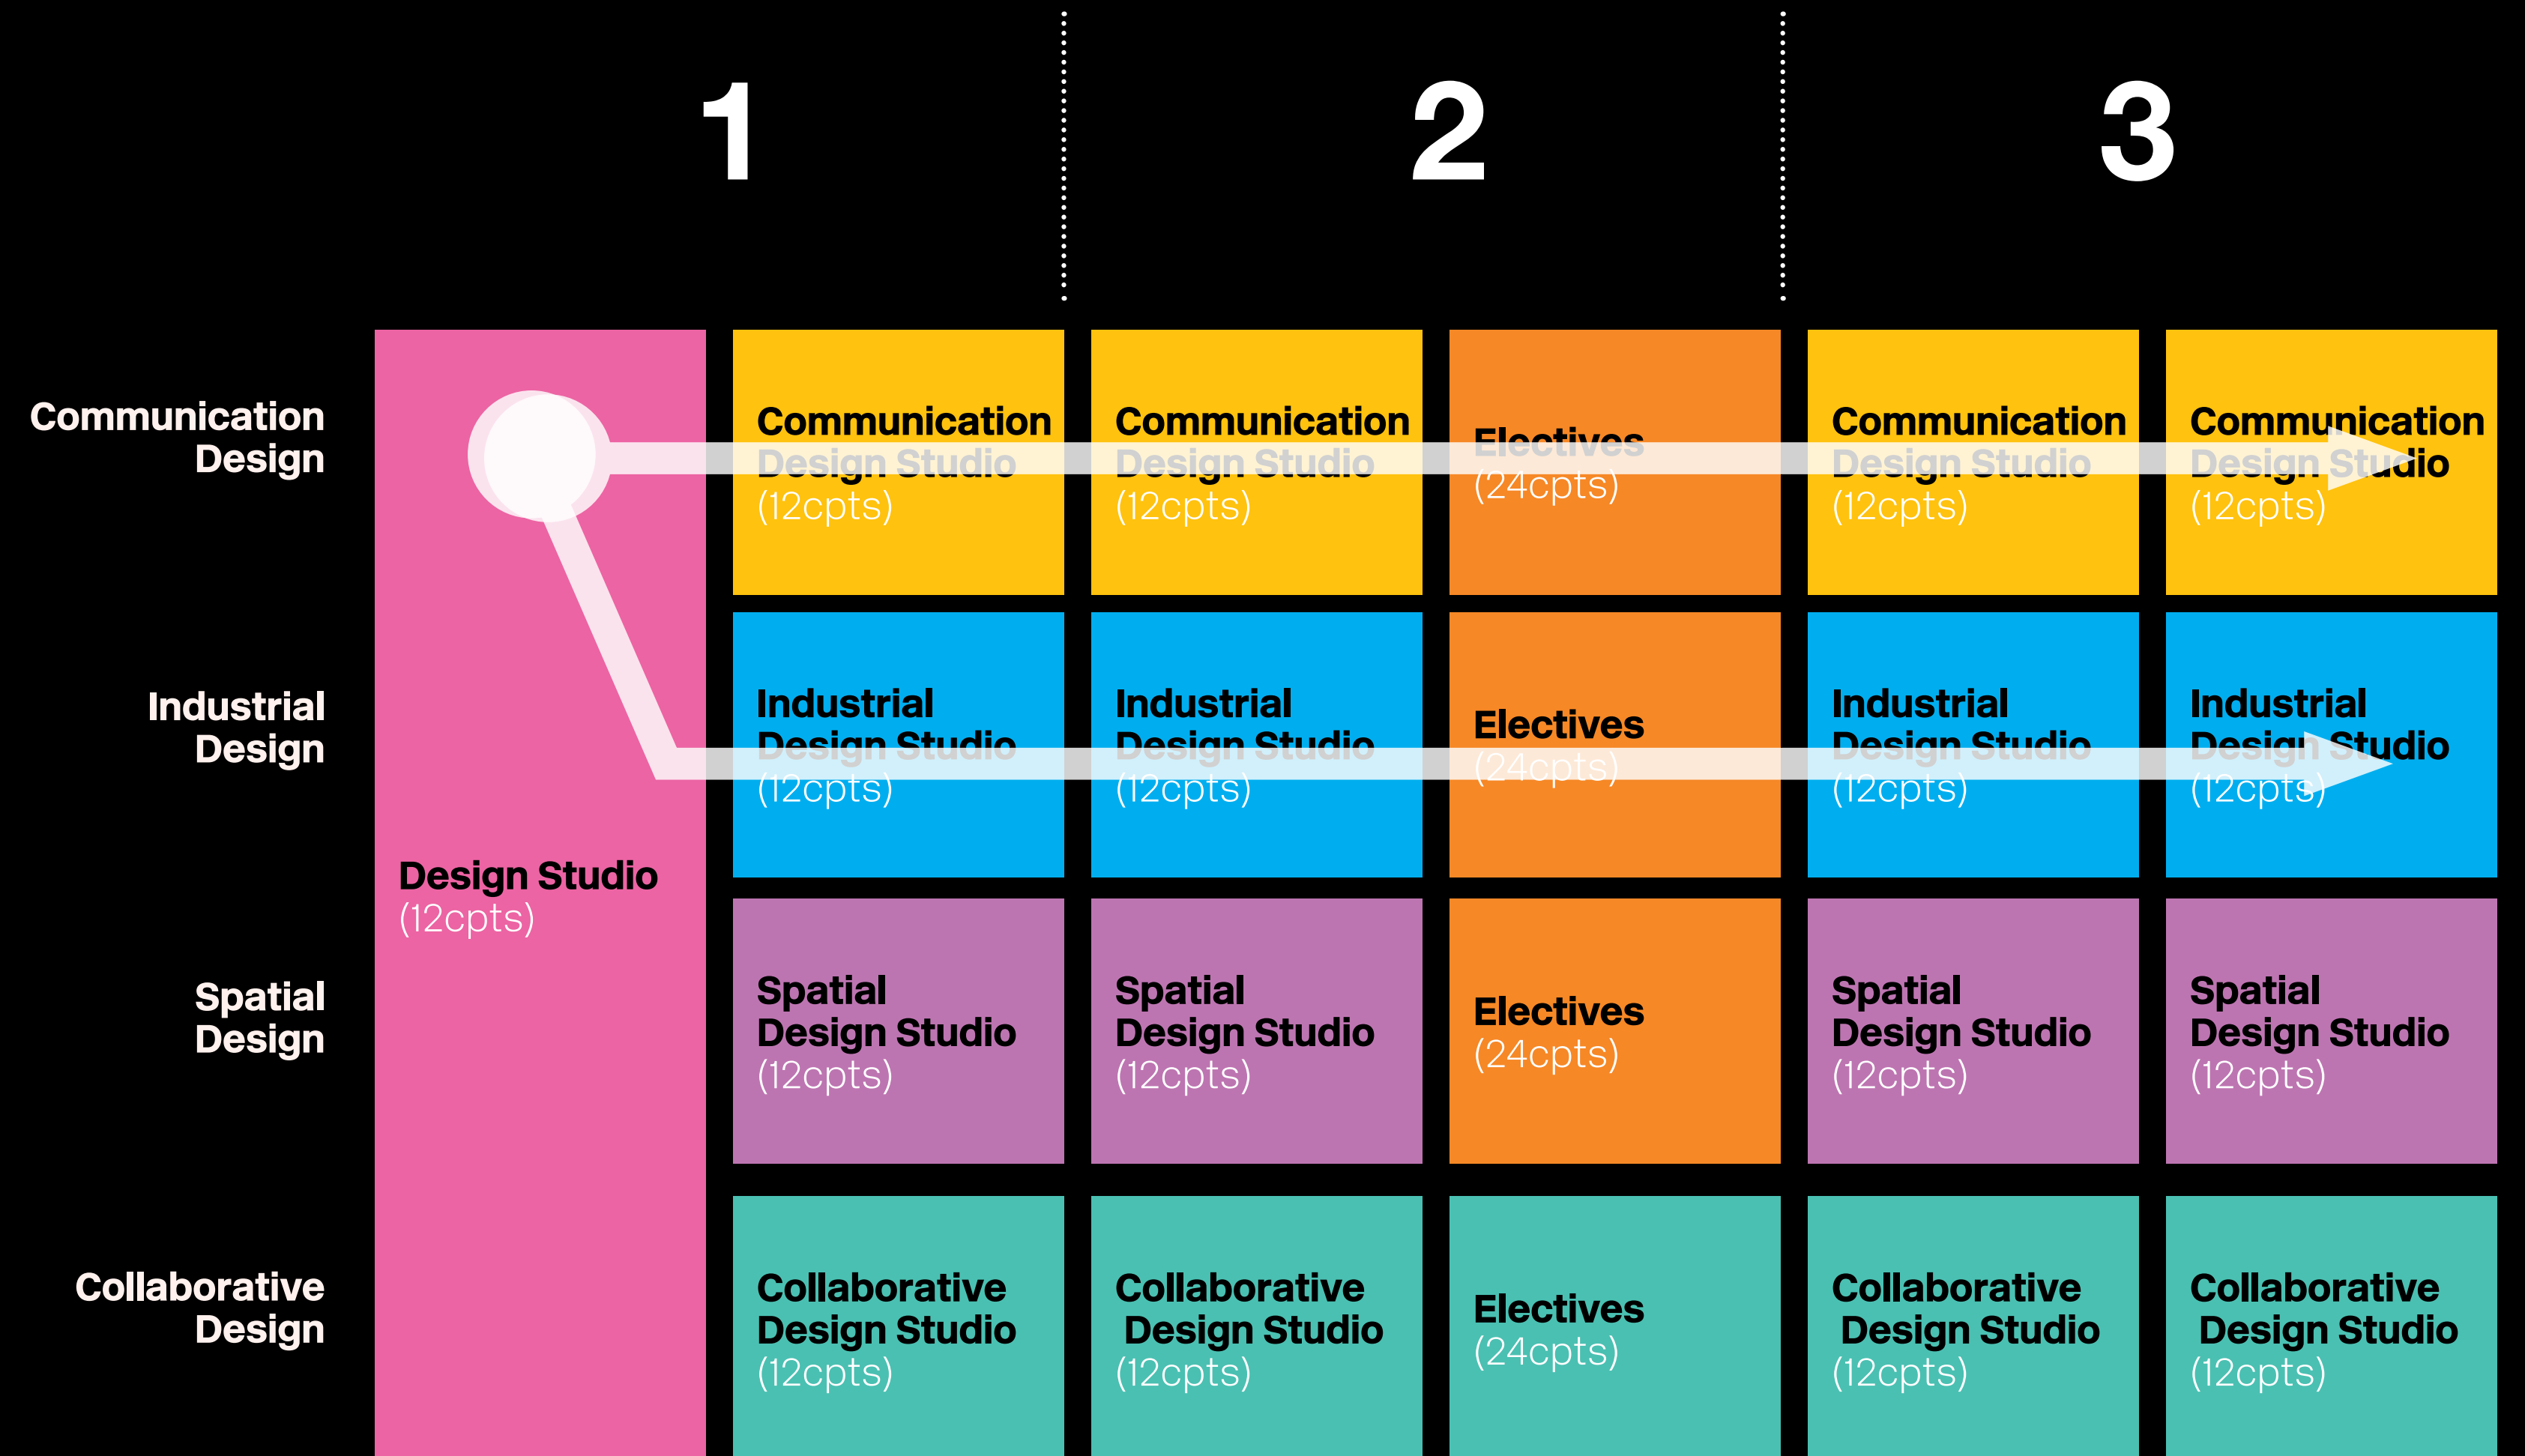 1
2
3
Communication
Design
Communication
Design Studio
(12cpts)
Communication
Design Studio
(12cpts)
Electives
(24cpts)
Communication
Design Studio
(12cpts)
Communication
Design Studio
(12cpts)
Industrial
Design
Industrial
Design Studio
(12cpts)
Industrial
Design Studio
(12cpts)
Electives
(24cpts)
Industrial
Design Studio
(12cpts)
Industrial
Design Studio
(12cpts)
Design Studio
(12cpts)
Spatial
Design
Spatial
Design Studio
(12cpts)
Spatial
Design Studio
(12cpts)
Electives
(24cpts)
Spatial
Design Studio
(12cpts)
Spatial
Design Studio
(12cpts)
Collaborative
Design
Collaborative
Design Studio
(12cpts)
Collaborative
Design Studio
(12cpts)
Electives
(24cpts)
Collaborative
Design Studio
(12cpts)
Collaborative
Design Studio
(12cpts)